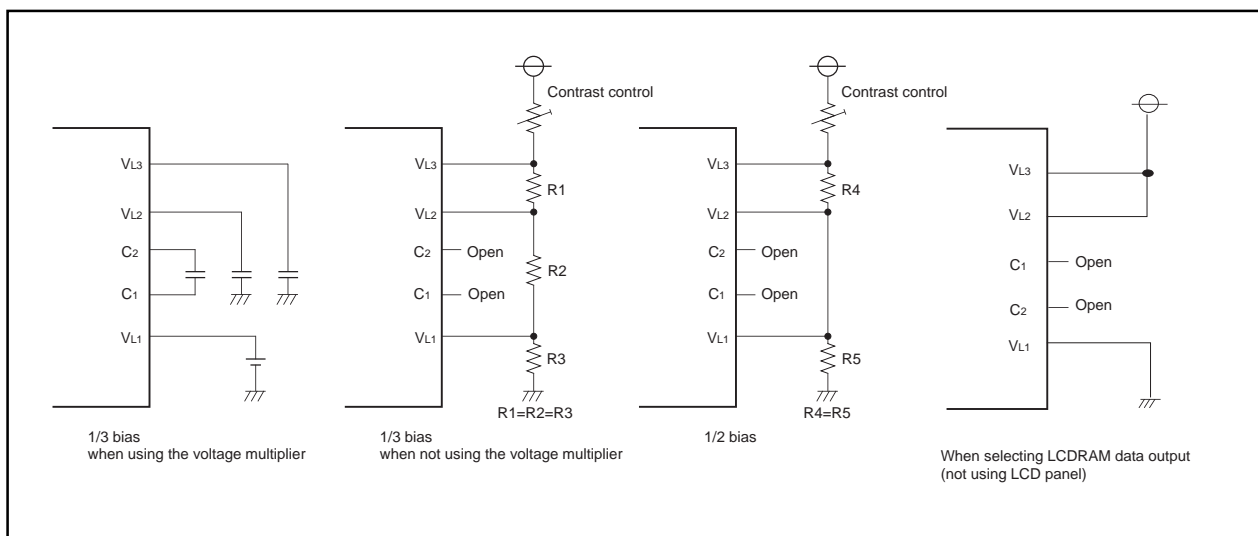 VL3
VL2
C2
C1
VL1
1/3 bias
when using the voltage multiplier
Contrast control
VL3
R1
VL2
C2
Open
R2
C1
Open
VL1
R3
R1=R2=R3
1/3 bias
when not using the voltage multiplier
Contrast control
VL3
R4
VL2
C2
Open
C1
Open
VL1
R5
R4=R5
1/2 bias
VL3
VL2
C1
Open
C2
Open
VL1
When selecting LCDRAM data output
(not using LCD panel)